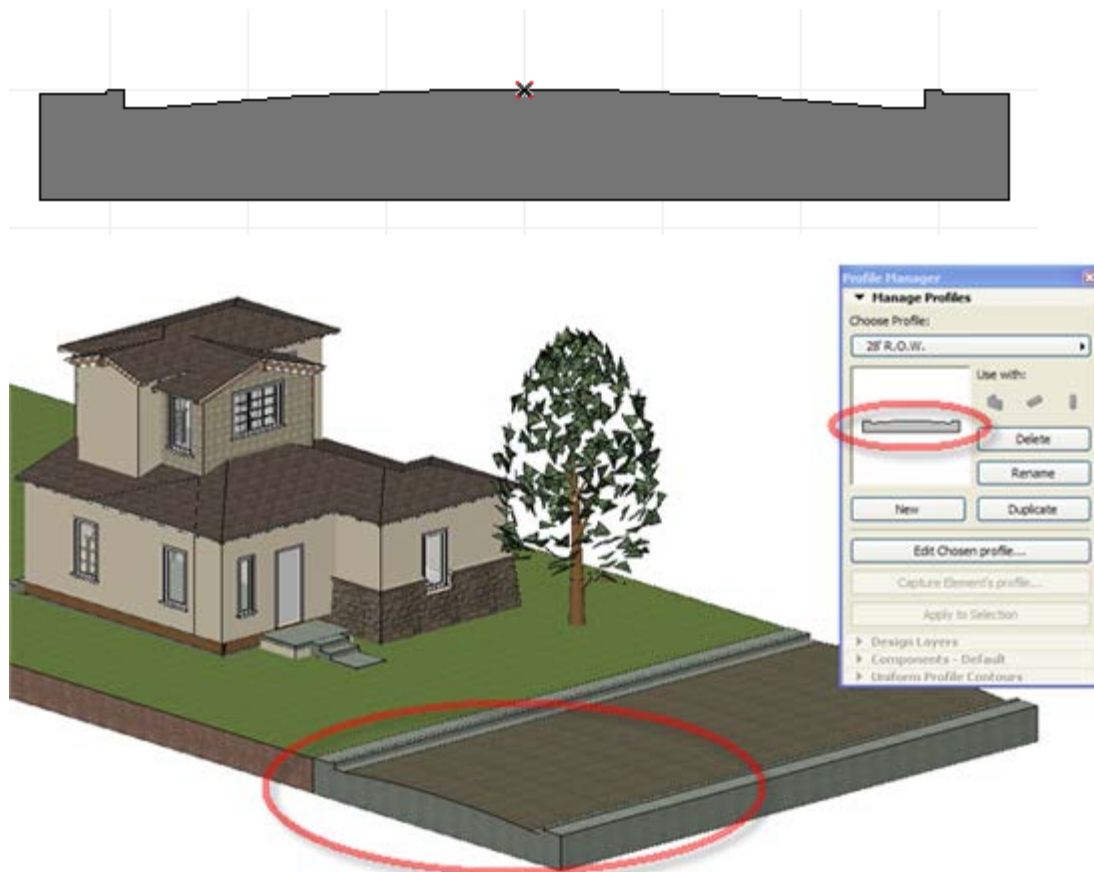 Profile Manager
Manage Profiles
Choose Profile:
28' R.O.W.
Use with:
Delete
Rename
New
Duplicate
Edit Chosen profile...
Capture Element's profile...
Apply to Selection
Design Layers
Components - Default
Uniform Profile Contours